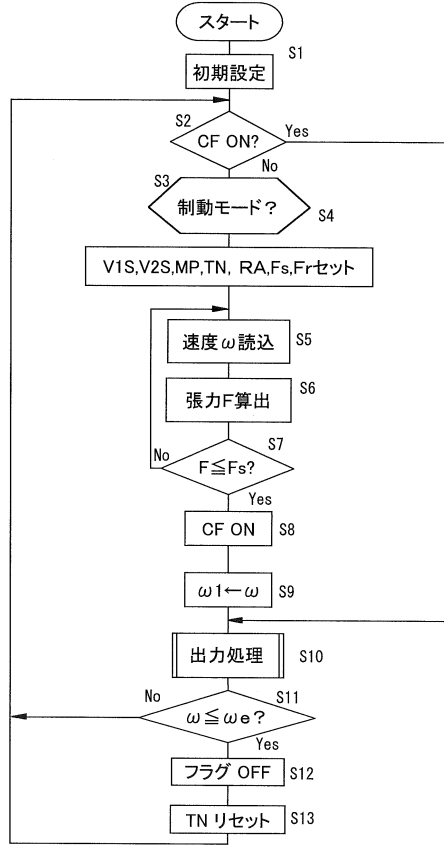 スタート
S1
初期設定
S2
CF ON?
Yes
No
S3
制動モード?
S4
V1S,V2S,MP,TN, RA,Fs,Frセット
速度ω読込
S5
張力F算出
S6
S7
No
F≦Fs?
Yes
CF ON
S8
ω1←ω
S9
出力処理
S10
No
S11
ω≦ωe?
Yes
フラグ OFF
S12
TN リセット
S13